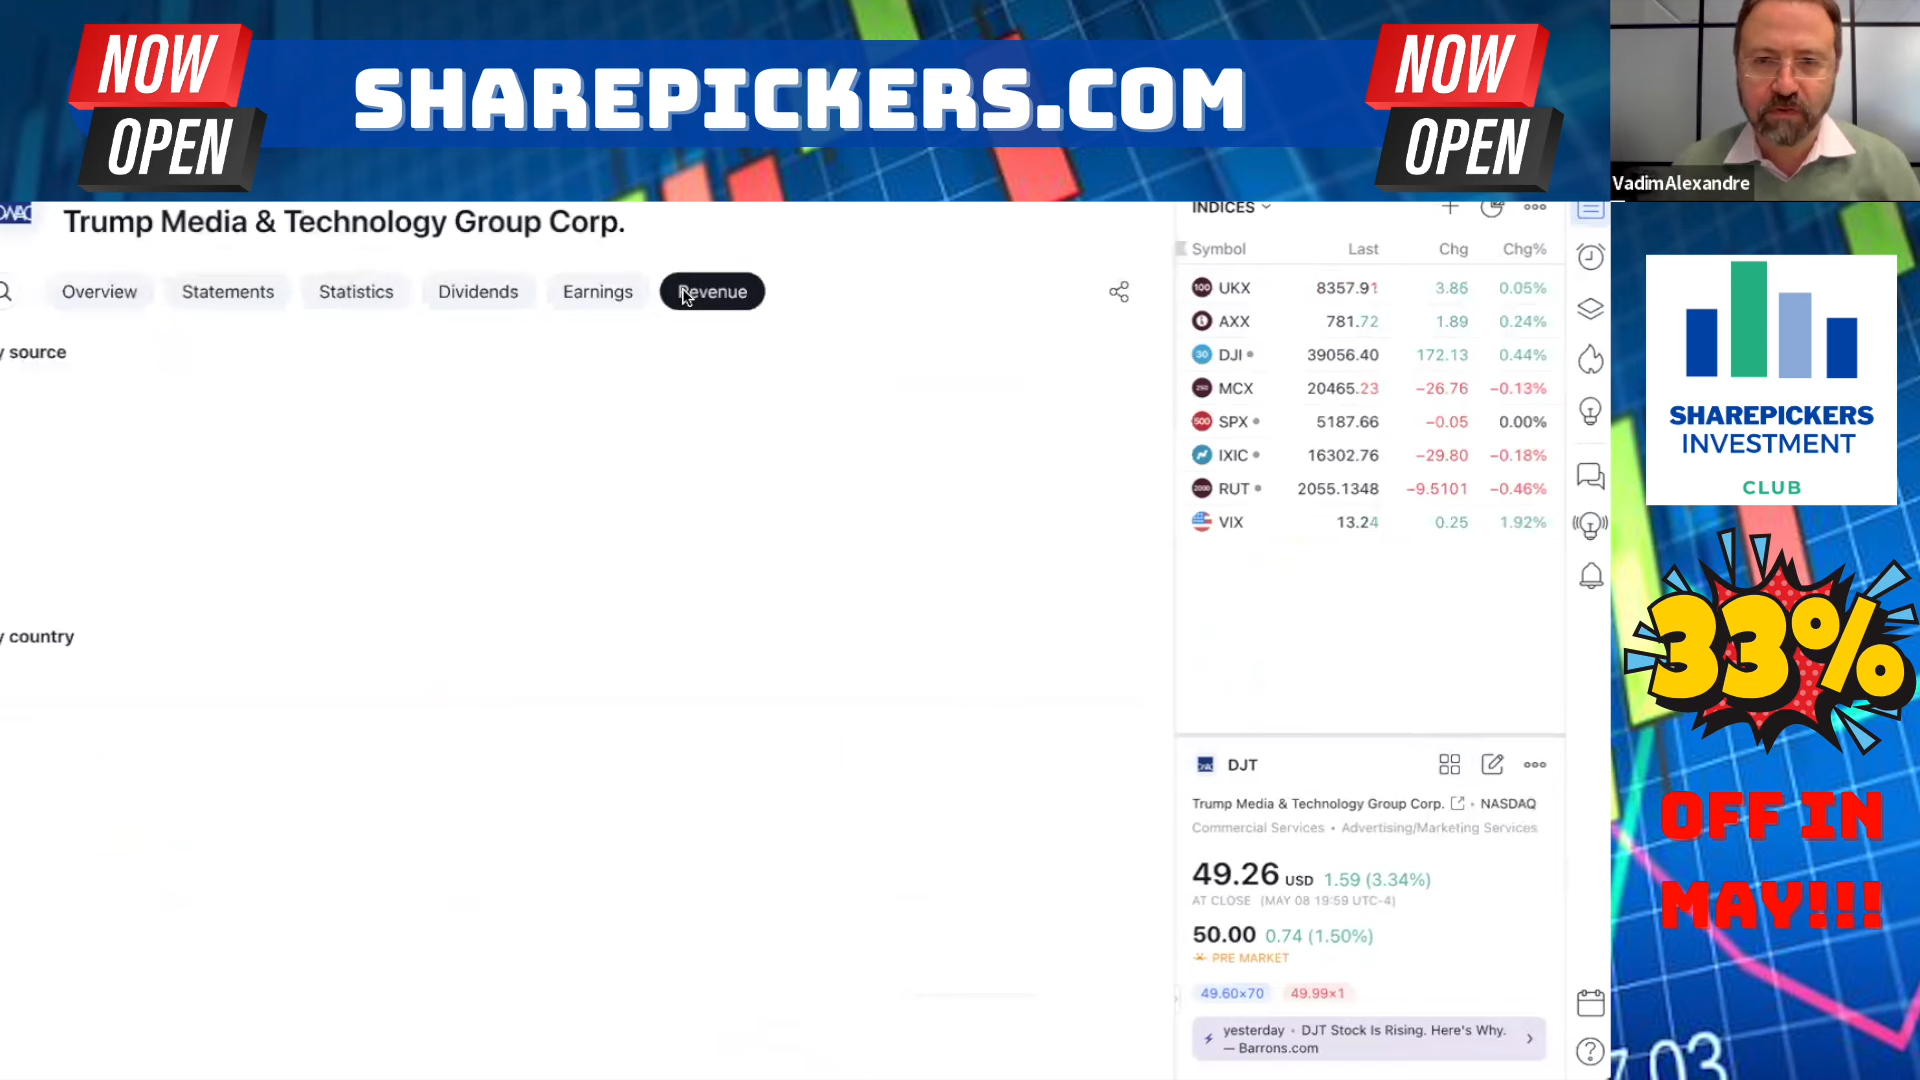 NOW
OPEN
SHAREPICKERS.COM
NOW
OPEN
VadimAlexandre
Trump Media & Technology Group Corp.
Overview
Statements
Statistics
Dividends
Earnings
Revenue
y source
y country
INDICES
Symbol Last Chg Chg%
100 UKX 8357.91 3.86 0.05%
AXX 781.72 1.89 0.24%
30 DJI 39056.40 172.13 0.44%
250 MCX 20465.23 −26.76 −0.13%
500 SPX 5187.66 −0.05 0.00%
IXIC 16302.76 −29.80 −0.18%
2000 RUT 2055.1348 −9.5101 −0.46%
VIX 13.24 0.25 1.92%
DJT
Trump Media & Technology Group Corp. • NASDAQ
Commercial Services • Advertising/Marketing Services
49.26 USD 1.59 (3.34%)
AT CLOSE (MAY 08 19:59 UTC-4)
50.00 0.74 (1.50%)
PRE MARKET
49.60×70 49.99×1
yesterday • DJT Stock Is Rising. Here's Why.
— Barrons.com
SHAREPICKERS
INVESTMENT
CLUB
33%
OFF IN
MAY!!!
7.03